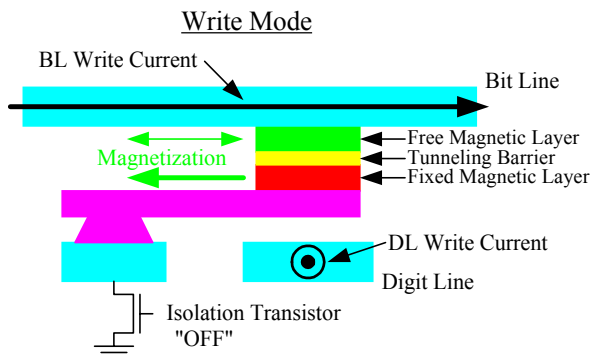 Write Mode
BL Write Current
Bit Line
Free Magnetic Layer
Magnetization
Tunneling Barrier
Fixed Magnetic Layer
DL Write Current
Digit Line
Isolation Transistor
"OFF"